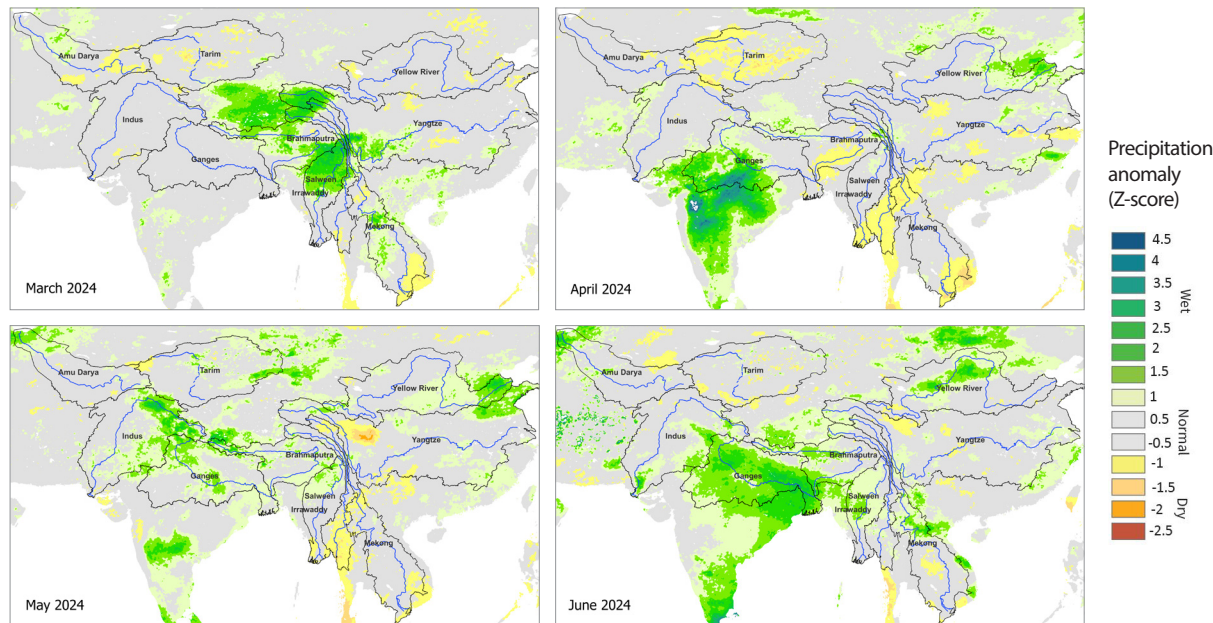 Amu Darya
Tarim
Yellow River
Indus
Brahmaputra
Yangtze
Ganges
Salween
Irrawaddy
Mekong
March 2024
Tarim
Amu Darya
Yellow River
Indus
Yangtze
Brahmaputra
Ganges
Salween
Irrawaddy
Mekong
April 2024
Amu Darya
Tarim
Yellow River
Indus
Yangtze
Brahmaputra
Ganges
Salween
Irrawaddy
Mekong
May 2024
Amu Darya
Tarim
Yellow River
Indus
Yangtze
Brahmaputra
Ganges
Salween
Irrawaddy
Mekong
June 2024
Precipitation
anomaly
(Z-score)
4.5
4
3.5
3
2.5
2
1.5
1
0.5
-0.5
-1
-1.5
-2
-2.5
Wet
Normal
Dry